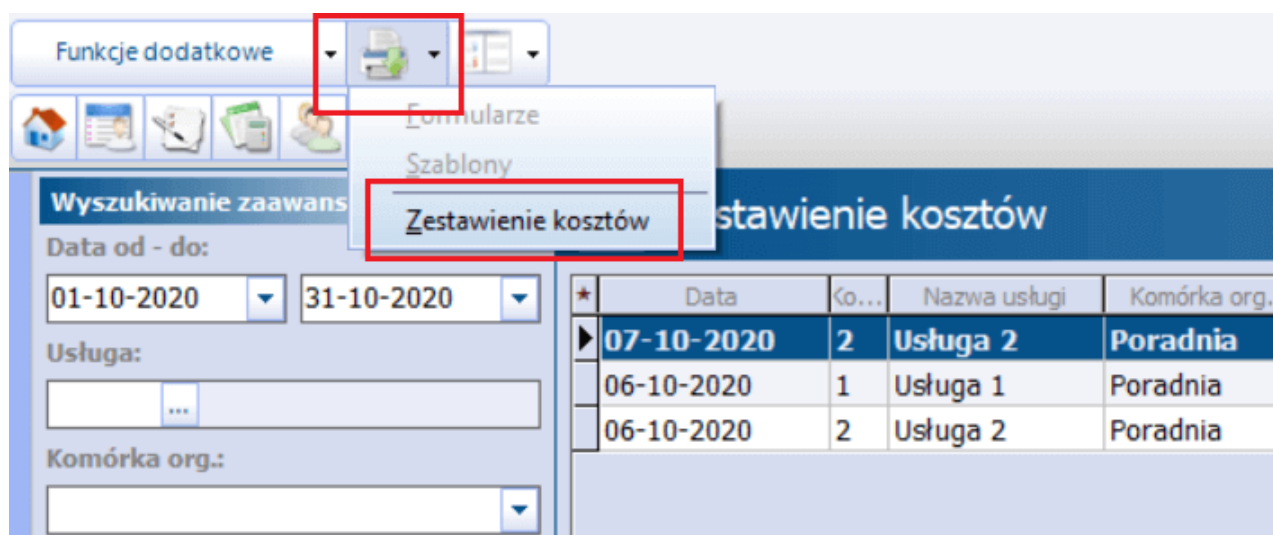 Funkcje dodatkowe
Formularze
Szablony
Zestawienie kosztów
Wyszukiwanie zaawans
stawienie kosztów
Data od - do:
01-10-2020 31-10-2020
Usługa:
...
Komórka org.:
* Data Ko... Nazwa usługi Komórka org.
07-10-2020 2 Usługa 2 Poradnia
06-10-2020 1 Usługa 1 Poradnia
06-10-2020 2 Usługa 2 Poradnia